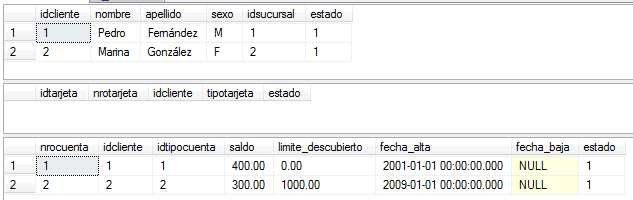 idcliente nombre apellido sexo idsucursal estado
1 1 Pedro Fernández M 1 1
2 2 Marina González F 2 1
idtarjeta nrotarjeta idcliente tipotarjeta estado
nrocuenta idcliente idtipocuenta saldo limite_descubierto fecha_alta fecha_baja estado
1 1 1 1 400.00 0.00 2001-01-01 00:00:00.000 NULL 1
2 2 2 2 300.00 1000.00 2009-01-01 00:00:00.000 NULL 1